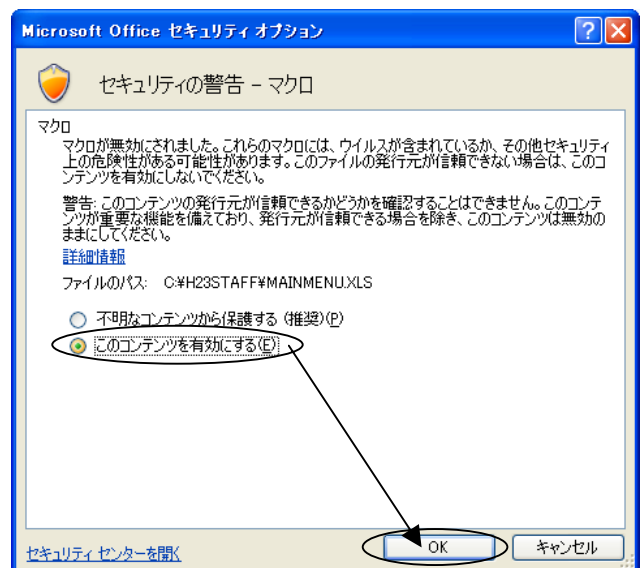 Microsoft Office セキュリティ オプション
セキュリティの警告 - マクロ
マクロ
マクロが無効にされました。これらのマクロには、ウイルスが含まれているか、その他セキュリティ
上の危険性がある可能性があります。このファイルの発行元が信頼できない場合は、このコ
ンテンツを有効にしないでください。
警告: このコンテンツの発行元が信頼できるかどうかを確認することはできません。このコンテ
ンツが重要な機能を備えており、発行元が信頼できる場合を除き、このコンテンツは無効の
ままにしてください。
詳細情報
ファイルのパス: C:¥H23STAFF¥MAINMENU.XLS
不明なコンテンツから保護する (推奨)(P)
このコンテンツを有効にする(E)
セキュリティ センターを開く
OK
キャンセル